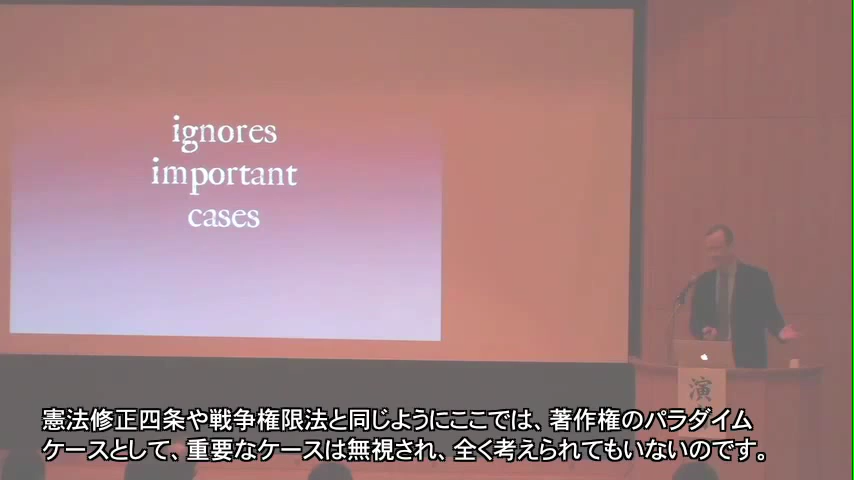 ignores
important
cases
演
憲法修正四条や戦争権限法と同じようにここでは、著作権のパラダイム
ケースとして、重要なケースは無視され、全く考えられてもいないのです。